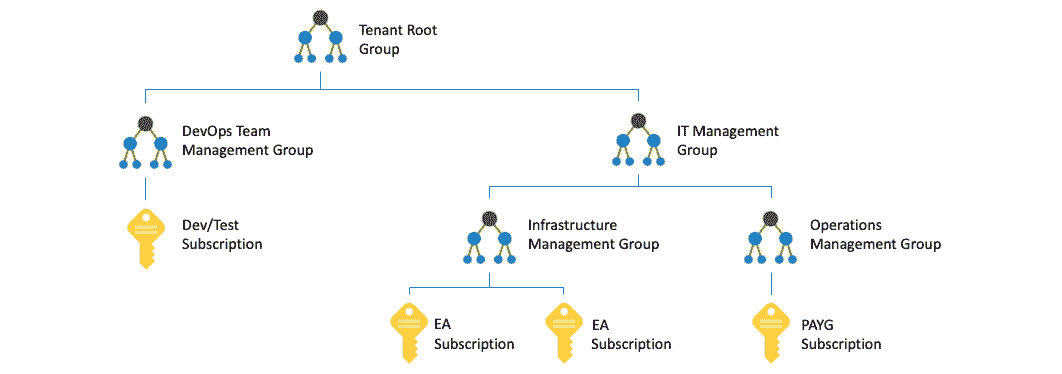 Tenant Root
Group
DevOps Team
Management Group
IT Management
Group
Dev/Test
Subscription
Infrastructure
Management Group
Operations
Management Group
EA
Subscription
EA
Subscription
PAYG
Subscription